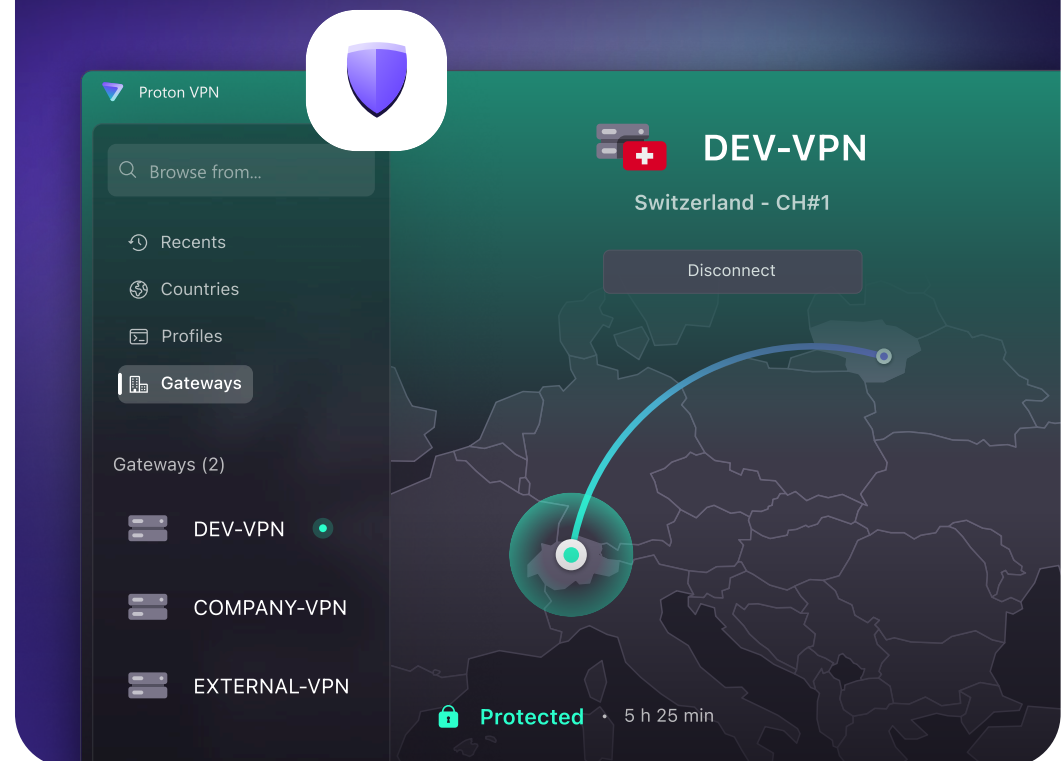 Proton VPN
Browse from...
Recents
Countries
Profiles
Gateways
Gateways (2)
DEV-VPN
COMPANY-VPN
EXTERNAL-VPN
DEV-VPN
Switzerland - CH#1
Disconnect
Protected • 5 h 25 min